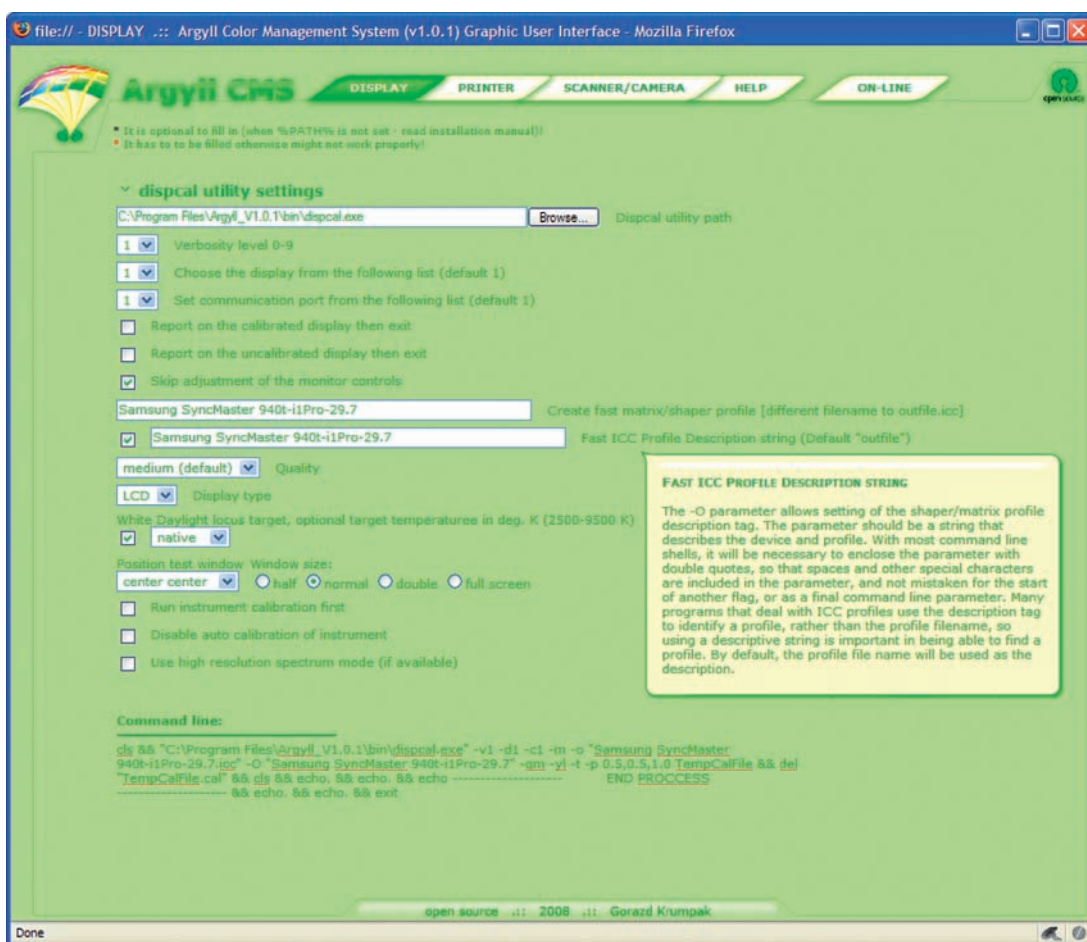 file:// - DISPLAY .:: Argyll Color Management System (v1.0.1) Graphic User Interface - Mozilla Firefox
Argyll CMS
DISPLAY
PRINTER
SCANNER/CAMERA
HELP
ON-LINE
open source
* It is optional to fill in (when %PATH% is not set - read installation manual)!
* It has to to be filled otherwise might not work properly!
dispcal utility settings
C:\Program Files\Argyll_V1.0.1\bin\dispcal.exe Browse... Dispcal utility path
1 Verbosity level 0-9
1 Choose the display from the following list (default 1)
1 Set communication port from the following list (default 1)
Report on the calibrated display then exit
Report on the uncalibrated display then exit
Skip adjustment of the monitor controls
Samsung SyncMaster 940t-i1Pro-29.7 Create fast matrix/shaper profile [different filename to outfile.icc]
Samsung SyncMaster 940t-i1Pro-29.7 Fast ICC Profile Description string (Default "outfile")
medium (default) Quality
LCD Display type
White Daylight locus target, optional target temperaturee in deg. K (2500-9500 K)
native
Position test window Window size:
center center half normal double full screen
Run instrument calibration first
Disable auto calibration of instrument
Use high resolution spectrum mode (if available)
FAST ICC PROFILE DESCRIPTION STRING
The -O parameter allows setting of the shaper/matrix profile
description tag. The parameter should be a string that
describes the device and profile. With most command line
shells, it will be necessary to enclose the parameter with
double quotes, so that spaces and other special characters
are included in the parameter, and not mistaken for the start
of another flag, or as a final command line parameter. Many
programs that deal with ICC profiles use the description tag
to identify a profile, rather than the profile filename, so
using a descriptive string is important in being able to find a
profile. By default, the profile file name will be used as the
description.
Command line:
cls && "C:\Program Files\Argyll_V1.0.1\bin\dispcal.exe" -v1 -d1 -c1 -m -o "Samsung SyncMaster
940t-i1Pro-29.7.icc" -O "Samsung SyncMaster 940t-i1Pro-29.7" -qm -yl -t -p 0.5,0.5,1.0 TempCalFile && del
"TempCalFile.cal" && cls && echo. && echo. && echo -------------------- END PROCCESS
-------------------- && echo. && echo. && exit
open source .:: 2008 .:: Gorazd Krumpak
Done